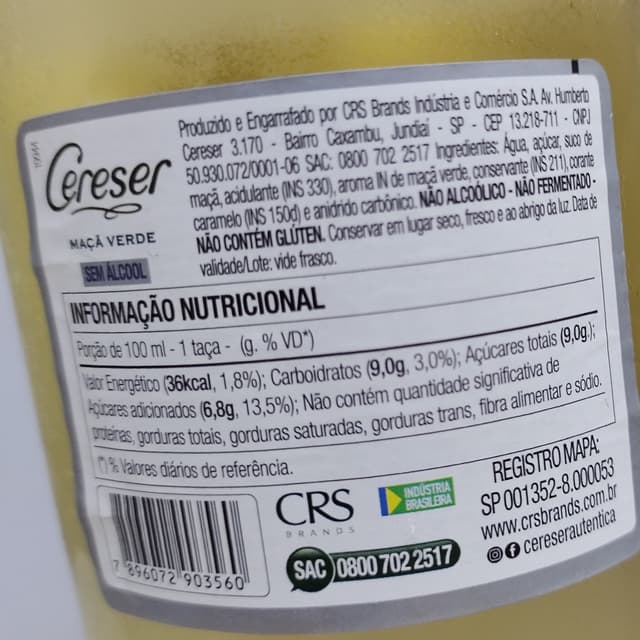 Produzido e Engarrafado por CRS Brands Indústria e Comércio S.A. Av. Humberto
Cereser 3.170 - Bairro Caxambu, Jundiaí - SP - CEP 13.218-711 - CNPJ
50.930.072/0001-06 SAC: 0800 702 2517 Ingredientes: Água, açúcar, suco de
maçã, acidulante (INS 330), aroma IN de maçã verde, conservante (INS 211), corante
caramelo (INS 150d) e anidrido carbônico. NÃO ALCOÓLICO - NÃO FERMENTADO -
NÃO CONTÉM GLÚTEN. Conservar em lugar seco, fresco e ao abrigo da luz. Data de
validade/Lote: vide frasco.
Cereser
MAÇÃ VERDE
SEM ÁLCOOL
INFORMAÇÃO NUTRICIONAL
Porção de 100 ml - 1 taça - (g. % VD*)
Valor Energético (36kcal, 1,8%); Carboidratos (9,0g, 3,0%); Açúcares totais (9,0g.);
Açúcares adicionados (6,8g, 13,5%); Não contém quantidade significativa de
proteínas, gorduras totais, gorduras saturadas, gorduras trans, fibra alimentar e sódio.
(*) % Valores diários de referência.
7 896072 903560
CRS
BRANDS
INDÚSTRIA
BRASILEIRA
SAC 0800 702 2517
REGISTRO MAPA:
SP 001352-8.000053
www.crsbrands.com.br
cereserautentica